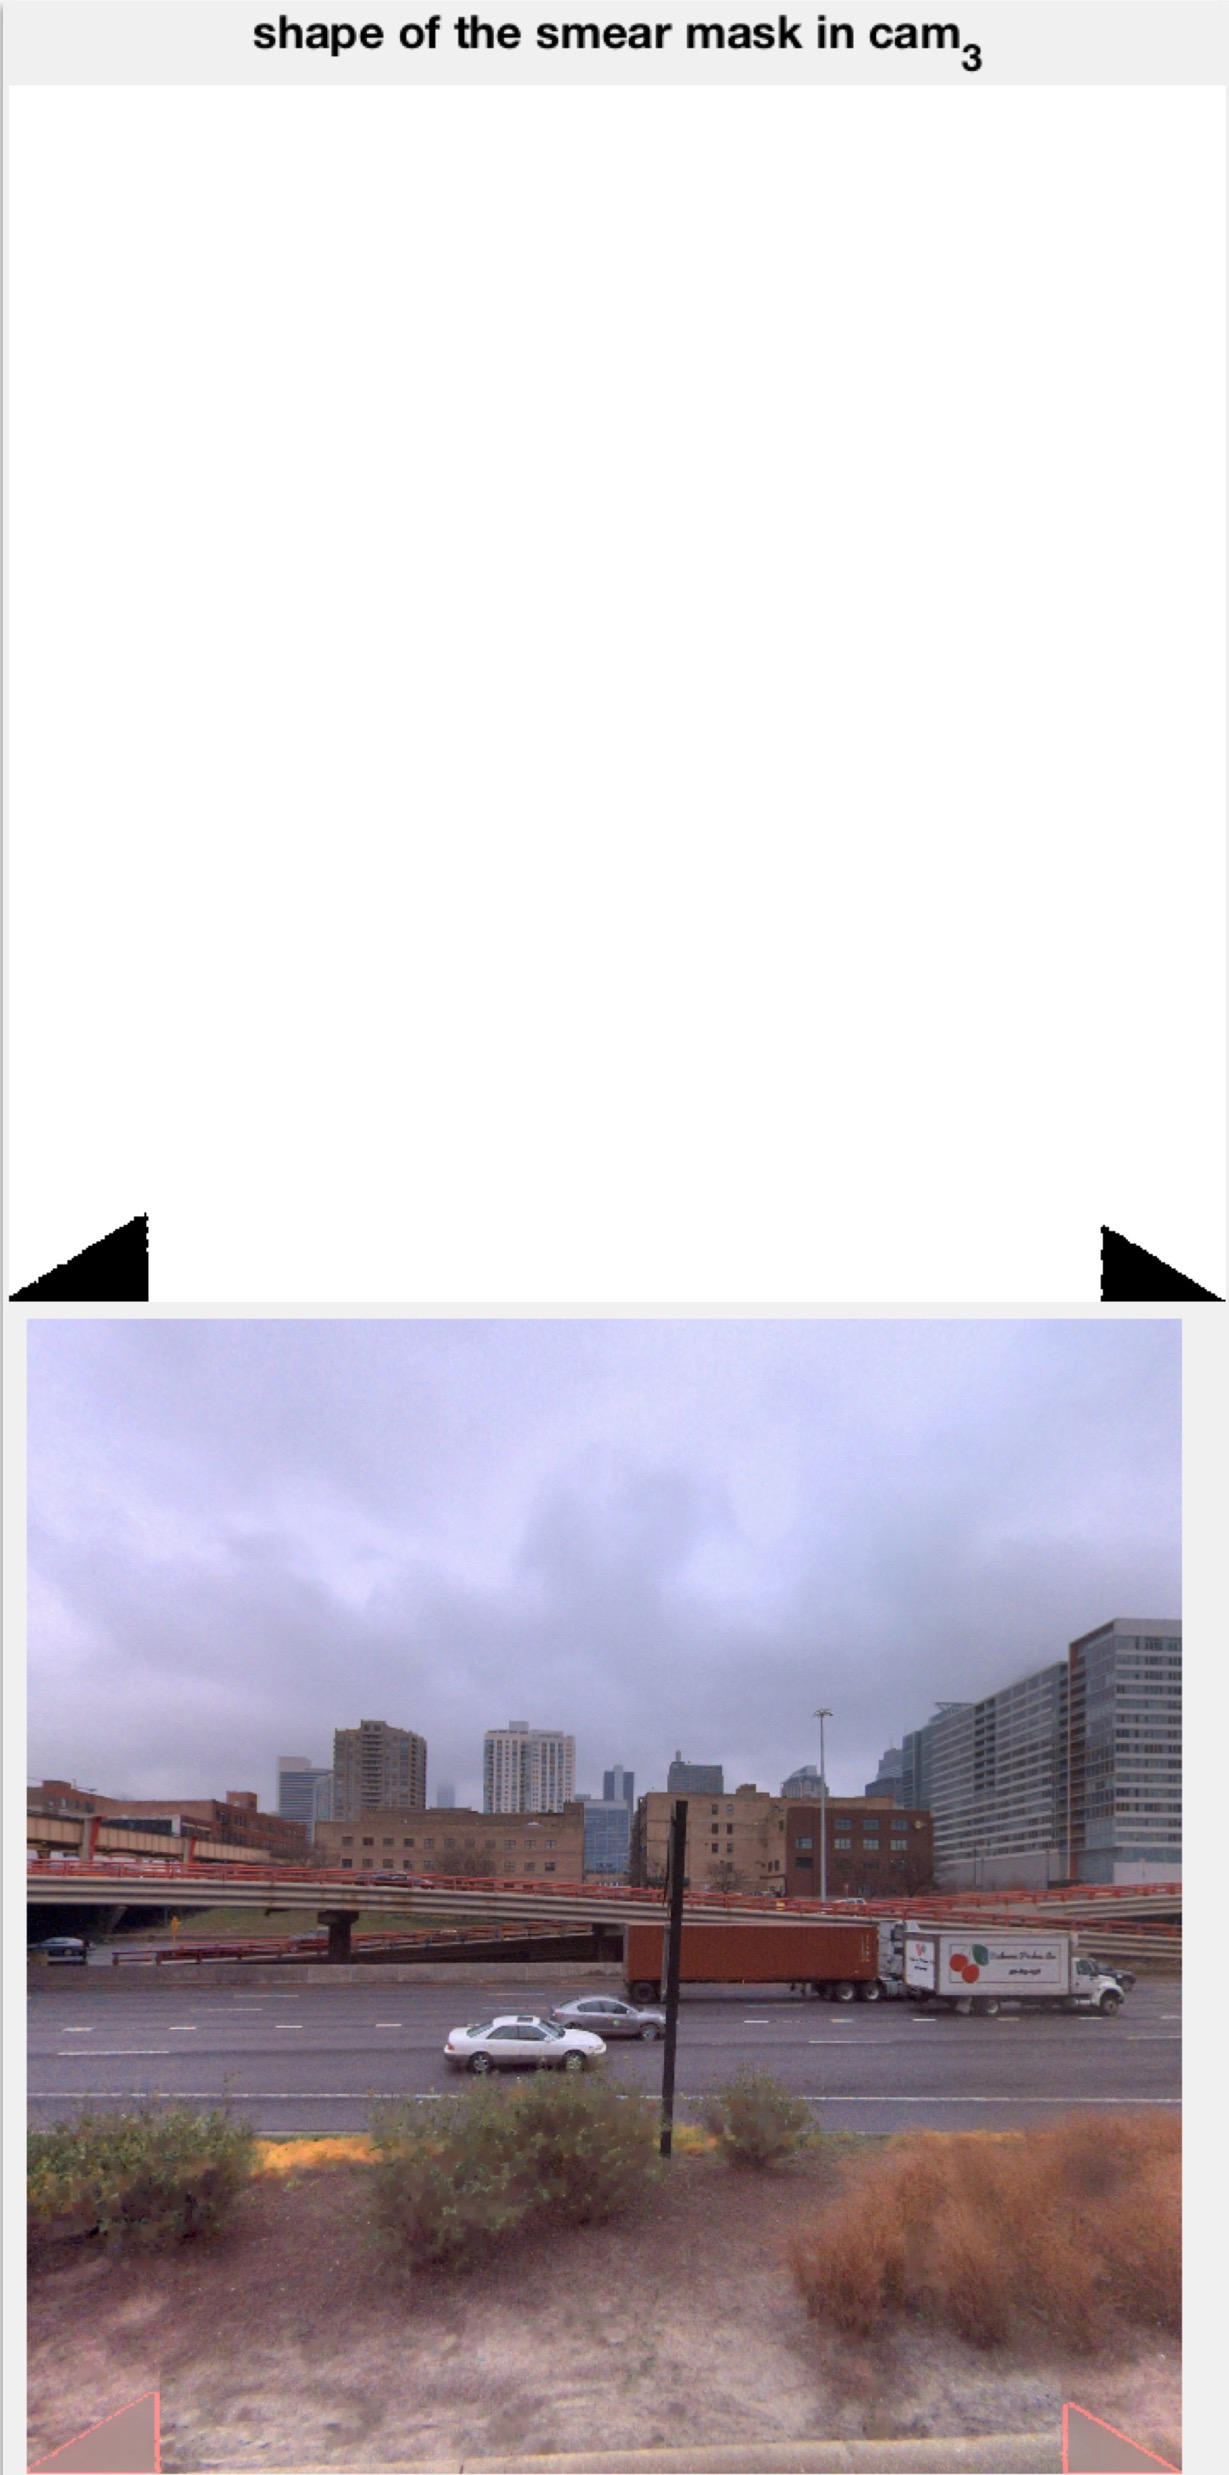 shape of the smear mask in cam₃